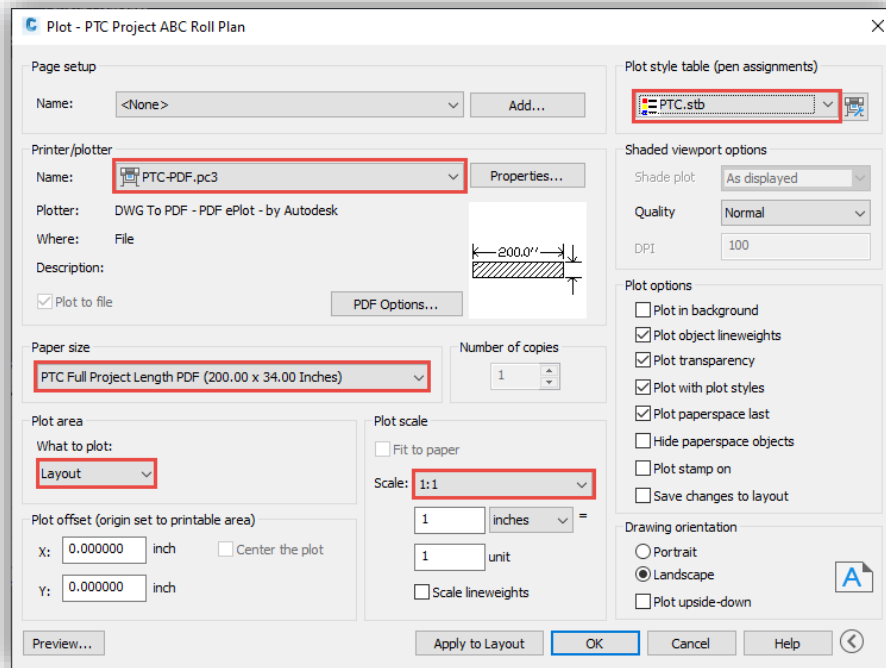 Plot - PTC Project ABC Roll Plan
Page setup
Name: <None> Add...
Plot style table (pen assignments)
PTC.stb
Printer/plotter
Name: PTC-PDF.pc3 Properties...
Plotter: DWG To PDF - PDF ePlot - by Autodesk
Where: File
Description:
Plot to file
PDF Options...
200.0''
Shaded viewport options
Shade plot As displayed
Quality Normal
DPI 100
Paper size
PTC Full Project Length PDF (200.00 x 34.00 Inches)
Number of copies
1
Plot options
Plot in background
Plot object lineweights
Plot transparency
Plot with plot styles
Plot paperspace last
Hide paperspace objects
Plot stamp on
Save changes to layout
Plot area
What to plot:
Layout
Plot scale
Fit to paper
Scale: 1:1
1 inches =
1 unit
Scale lineweights
Plot offset (origin set to printable area)
X: 0.000000 inch Center the plot
Y: 0.000000 inch
Drawing orientation
Portrait
Landscape
Plot upside-down
A
Preview... Apply to Layout OK Cancel Help